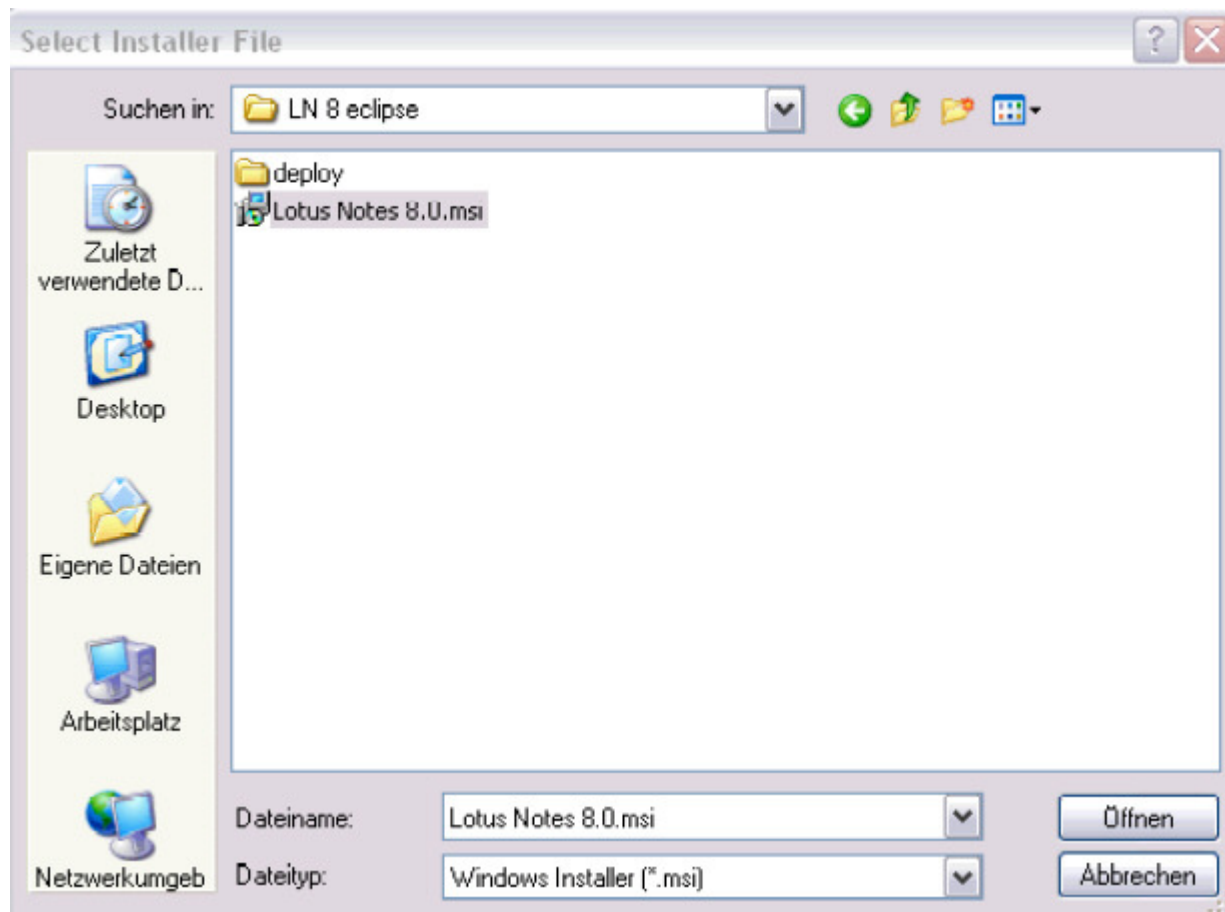 Select Installer File
Suchen in:
LN 8 eclipse
deploy
Lotus Notes 8.0.msi
Zuletzt
verwendete D...
Desktop
Eigene Dateien
Arbeitsplatz
Netzwerkumgeb
Dateiname:
Lotus Notes 8.0.msi
Öffnen
Dateityp:
Windows Installer (*.msi)
Abbrechen